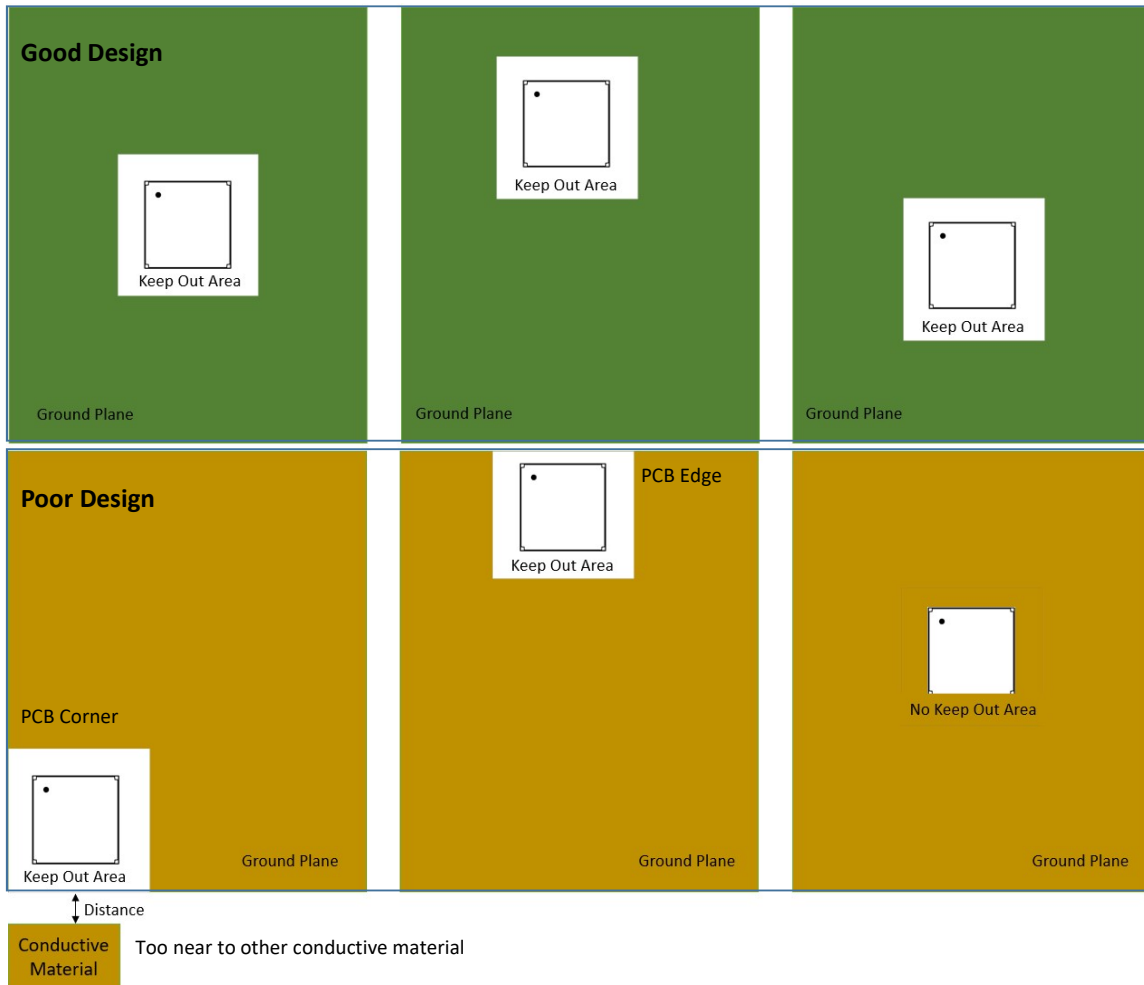 Good Design
Keep Out Area
Keep Out Area
Keep Out Area
Ground Plane
Ground Plane
Ground Plane
Poor Design
PCB Edge
Keep Out Area
No Keep Out Area
PCB Corner
Keep Out Area
Ground Plane
Ground Plane
Ground Plane
Distance
Conductive
Material
Too near to other conductive material